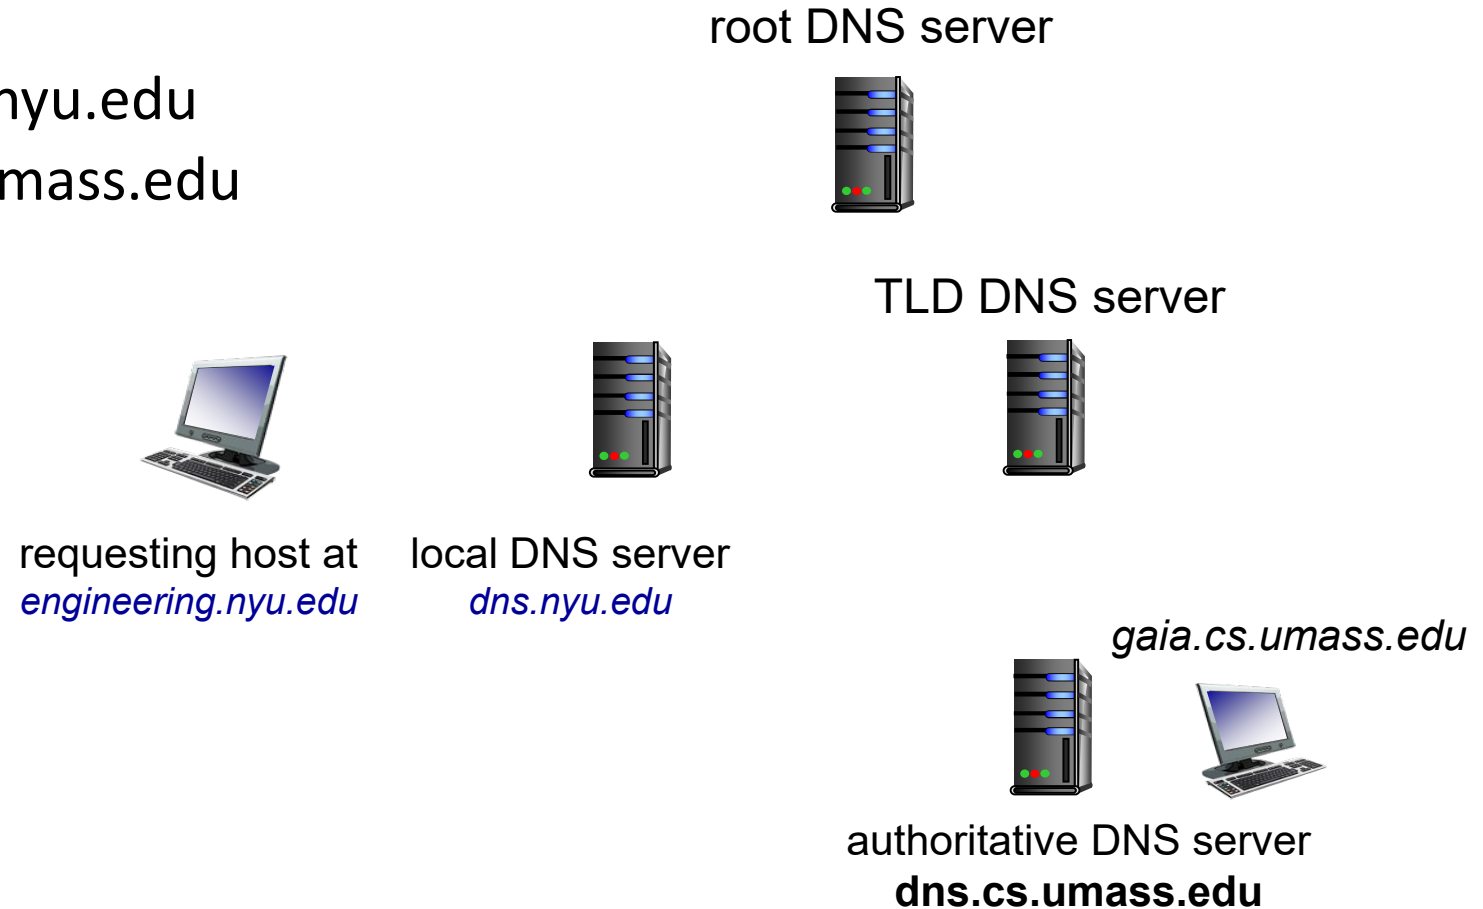 root DNS server
nyu.edu
mass.edu
TLD DNS server
requesting host at
engineering.nyu.edu
local DNS server
dns.nyu.edu
gaia.cs.umass.edu
authoritative DNS server
dns.cs.umass.edu